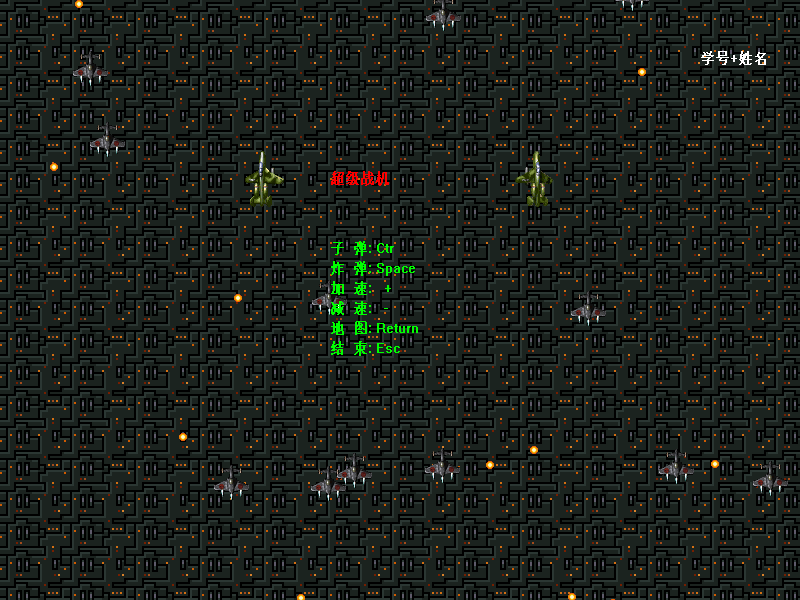 学号+姓名
超级战机
子 弹: Ctr
炸 弹: Space
加 速: +
减 速: -
地 图: Return
结 束: Esc